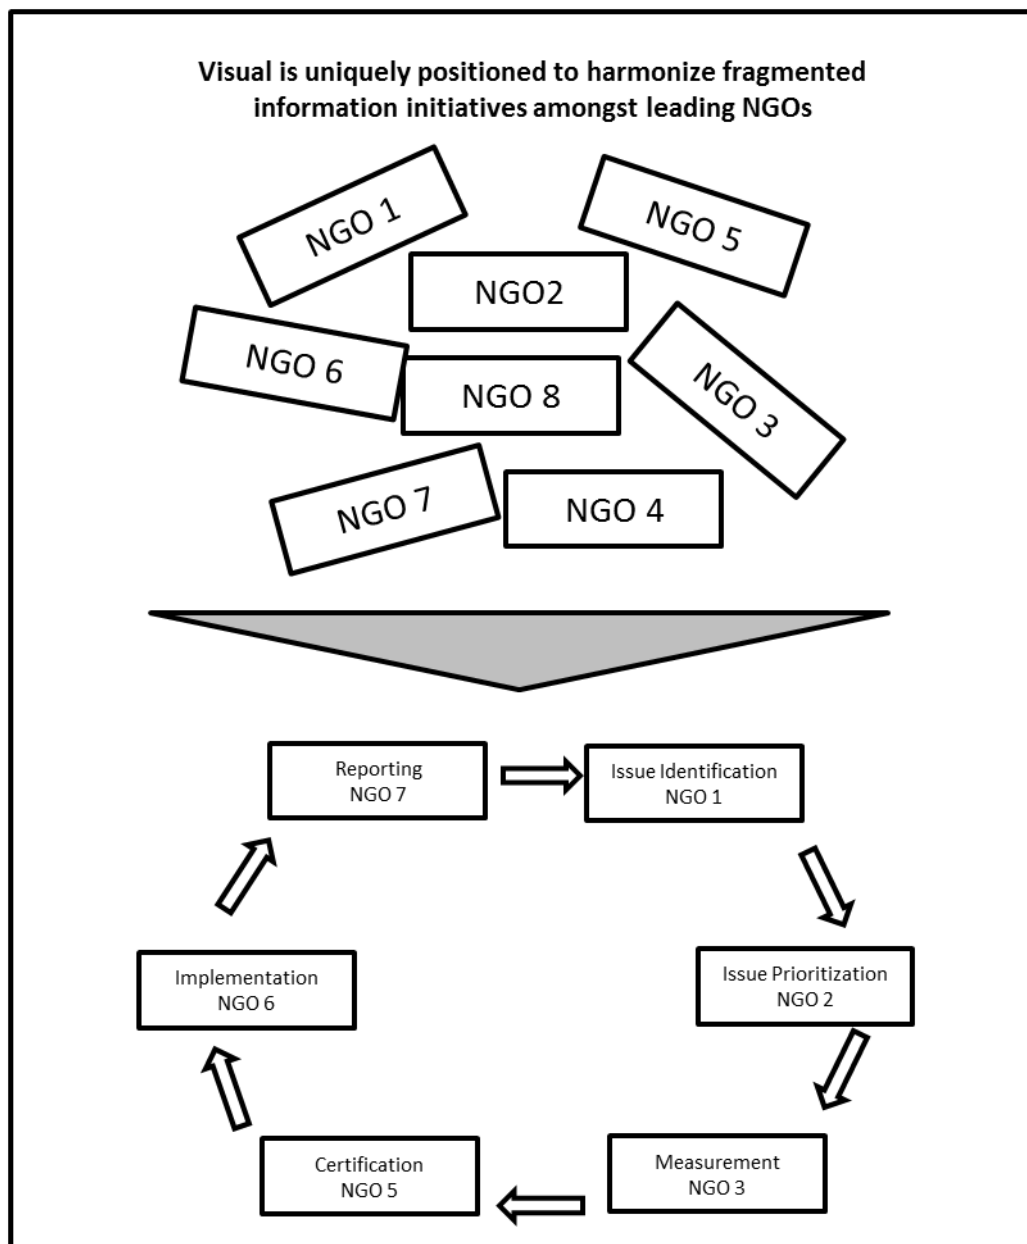 Visual is uniquely positioned to harmonize fragmented
information initiatives amongst leading NGOs
NGO 1
NGO 5
NGO2
NGO 6
NGO 8
NGO 3
NGO 7
NGO 4
Reporting
NGO 7
Issue Identification
NGO 1
Implementation
NGO 6
Issue Prioritization
NGO 2
Certification
NGO 5
Measurement
NGO 3